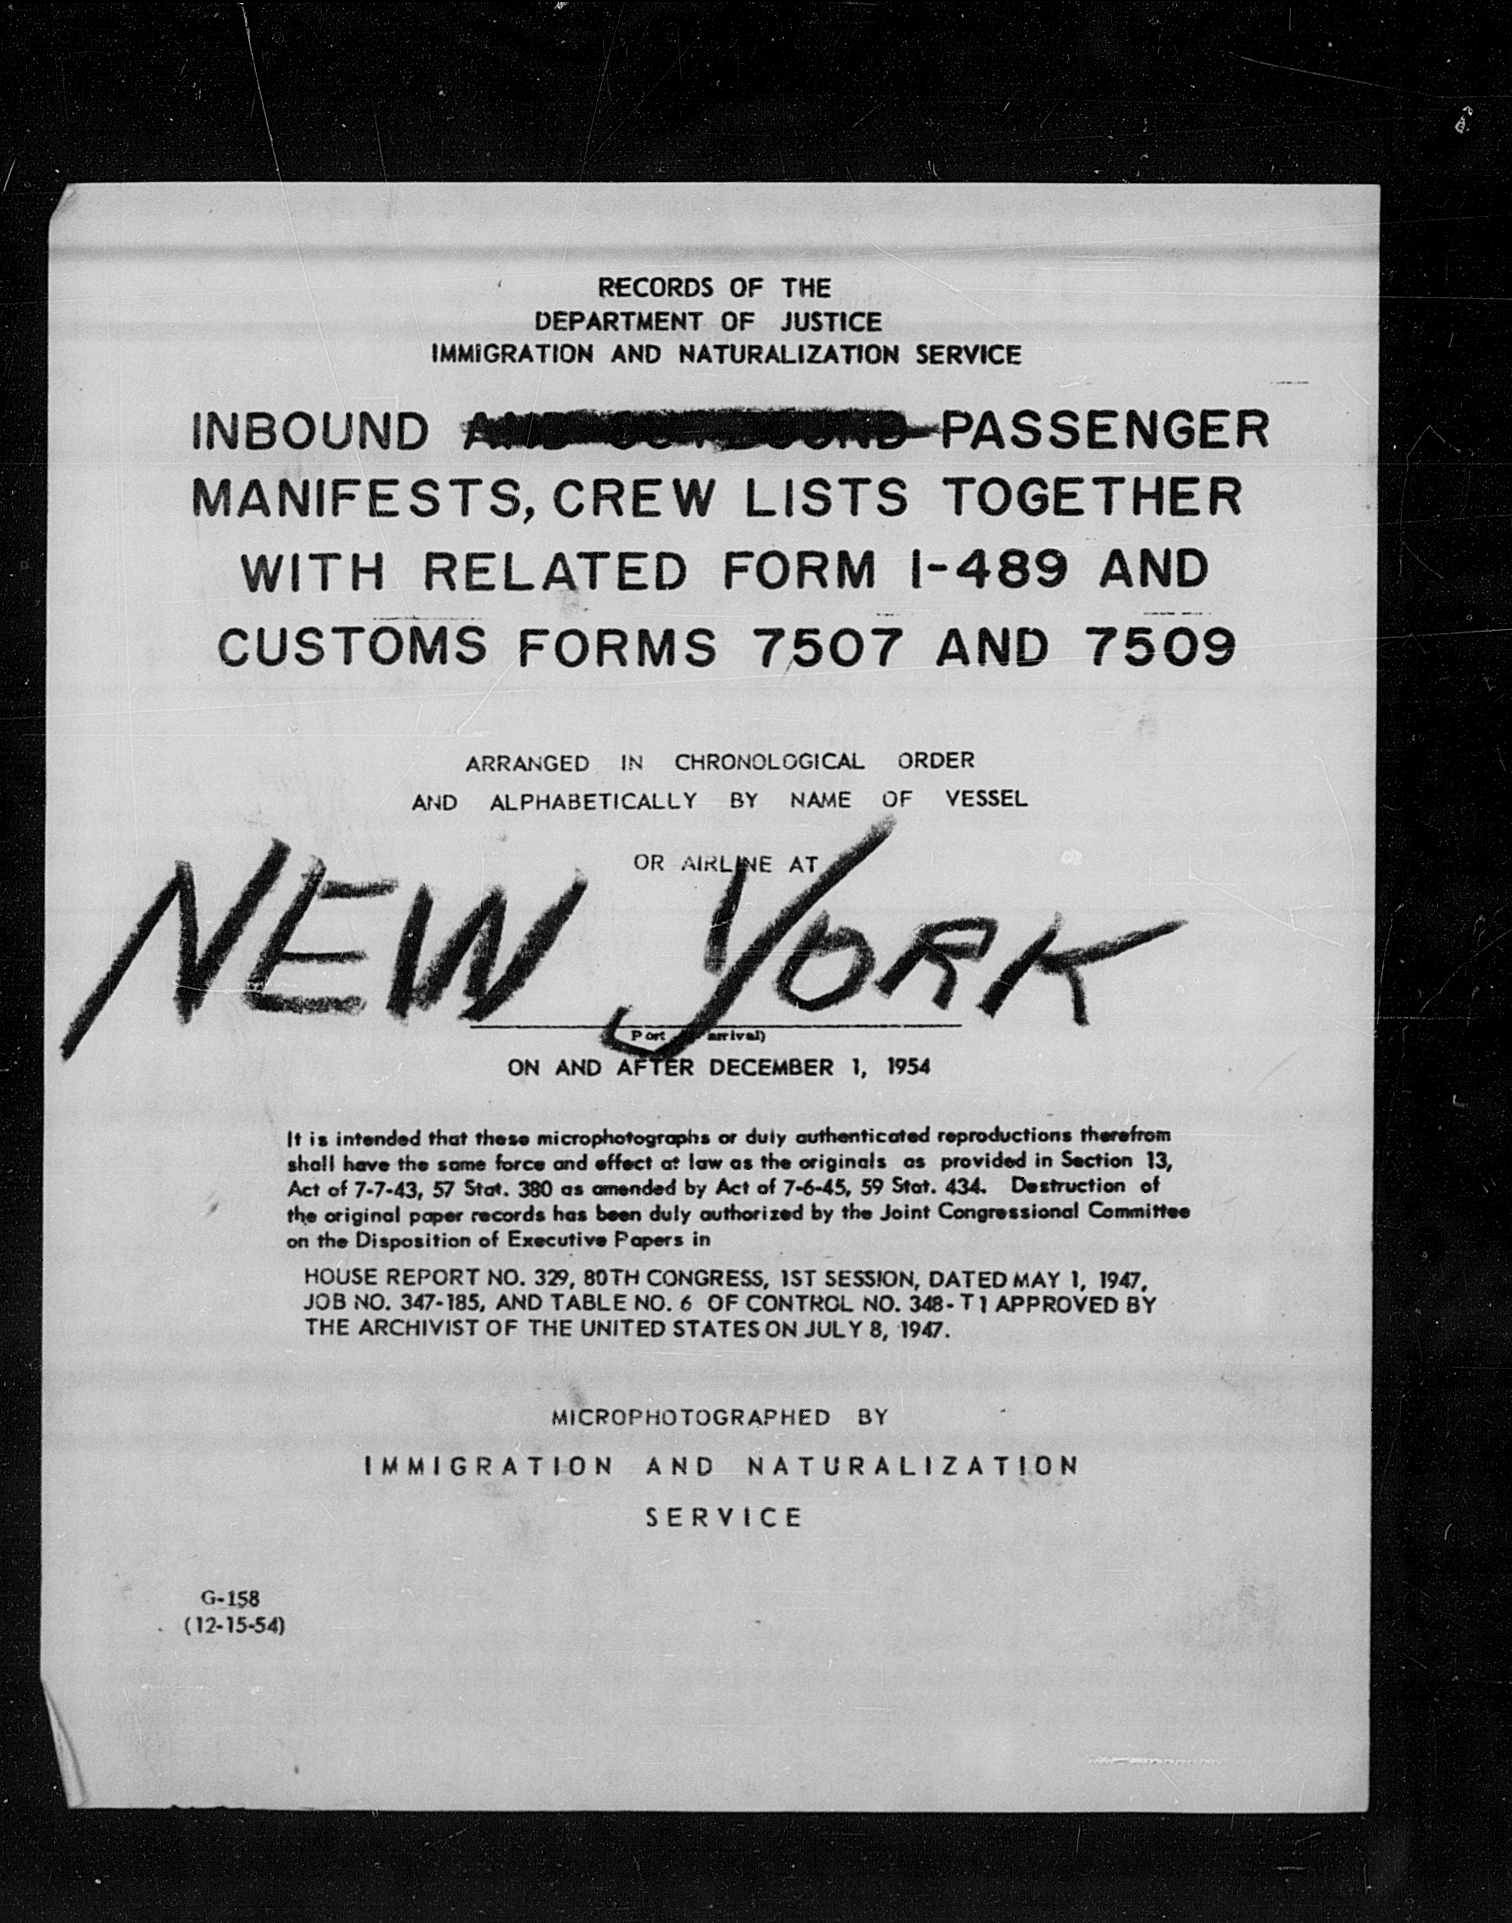 RECORDS OF THE
DEPARTMENT OF JUSTICE
IMMIGRATION AND NATURALIZATION SERVICE
INBOUND AND OUTBOUND PASSENGER
MANIFESTS, CREW LISTS TOGETHER
WITH RELATED FORM I-489 AND
CUSTOMS FORMS 7507 AND 7509
ARRANGED IN CHRONOLOGICAL ORDER
AND ALPHABETICALLY BY NAME OF VESSEL
OR AIRLINE AT
NEW YORK
Port arrival)
ON AND AFTER DECEMBER 1, 1954
It is intended that these microphotographs or duly authenticated reproductions therefrom
shall have the same force and effect at law as the originals as provided in Section 13,
Act of 7-7-43, 57 Stat. 380 as amended by Act of 7-6-45, 59 Stat. 434. Destruction of
the original paper records has been duly authorized by the Joint Congressional Committee
on the Disposition of Executive Papers in
HOUSE REPORT NO. 329, 80TH CONGRESS, 1ST SESSION, DATED MAY 1, 1947,
JOB NO. 347-185, AND TABLE NO. 6 OF CONTROL NO. 348-T1 APPROVED BY
THE ARCHIVIST OF THE UNITED STATES ON JULY 8, 1947.
MICROPHOTOGRAPHED BY
IMMIGRATION AND NATURALIZATION
SERVICE
G-158
(12-15-54)